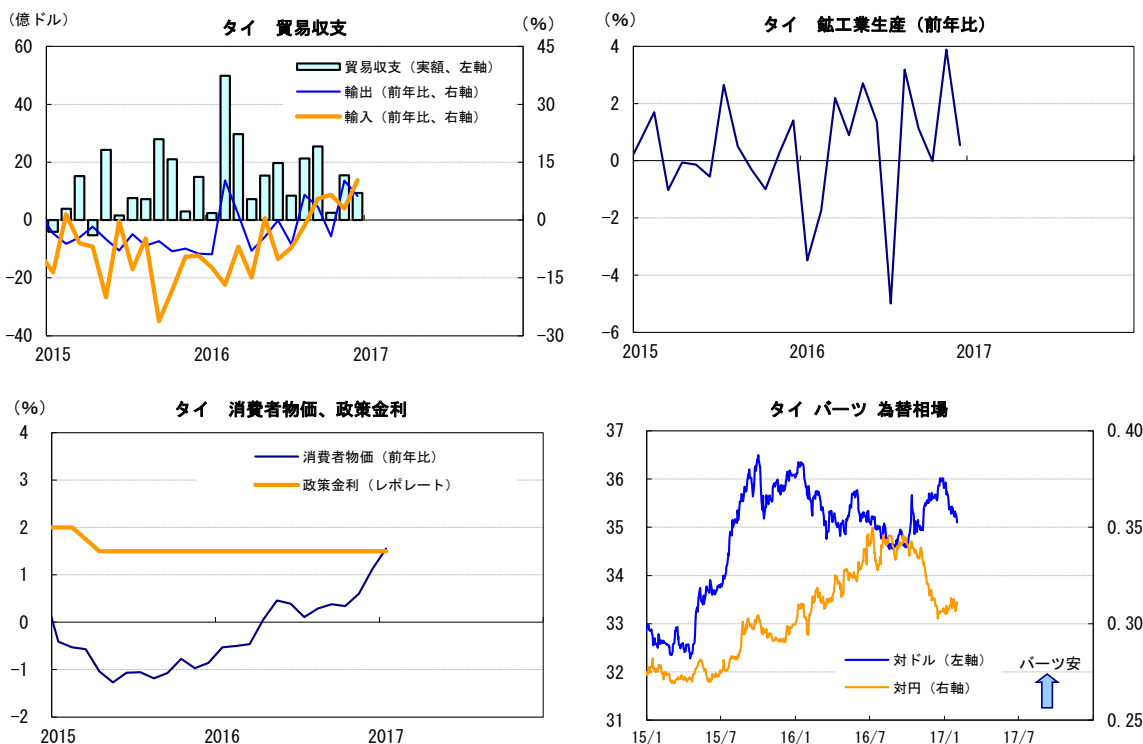 タイ 貿易収支
(億ドル)
(%)
60
40
20
0
-20
-40
45
30
15
0
-15
-30
貿易収支（実額、左軸）
輸出（前年比、右軸）
輸入（前年比、右軸）
2015 2016 2017
タイ 鉱工業生産（前年比）
(%)
4
2
0
-2
-4
-6
2015 2016 2017
タイ 消費者物価、政策金利
(%)
4
3
2
1
0
-1
-2
消費者物価（前年比）
政策金利（レポレート）
2015 2016 2017
タイ バーツ 為替相場
37
36
35
34
33
32
31
0.40
0.35
0.30
0.25
対ドル（左軸）
対円（右軸）
バーツ安
15/1 15/7 16/1 16/7 17/1 17/7